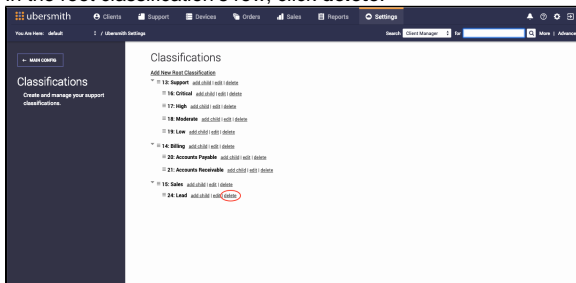 In the root classification's row, click delete.
ubersmith Clients Support Devices Orders Sales Reports Settings
You Are Here: default / Ubersmith Settings Search Client Manager for More | Advance
← MAIN CONFIG
Classifications
Create and manage your support
classifications.
Classifications
Add New Root Classification
13: Support add child | edit | delete
16: Critical add child | edit | delete
17: High add child | edit | delete
18: Moderate add child | edit | delete
19: Low add child | edit | delete
14: Billing add child | edit | delete
20: Accounts Payable add child | edit | delete
21: Accounts Receivable add child | edit | delete
15: Sales add child | edit | delete
24: Lead add child | edit | delete